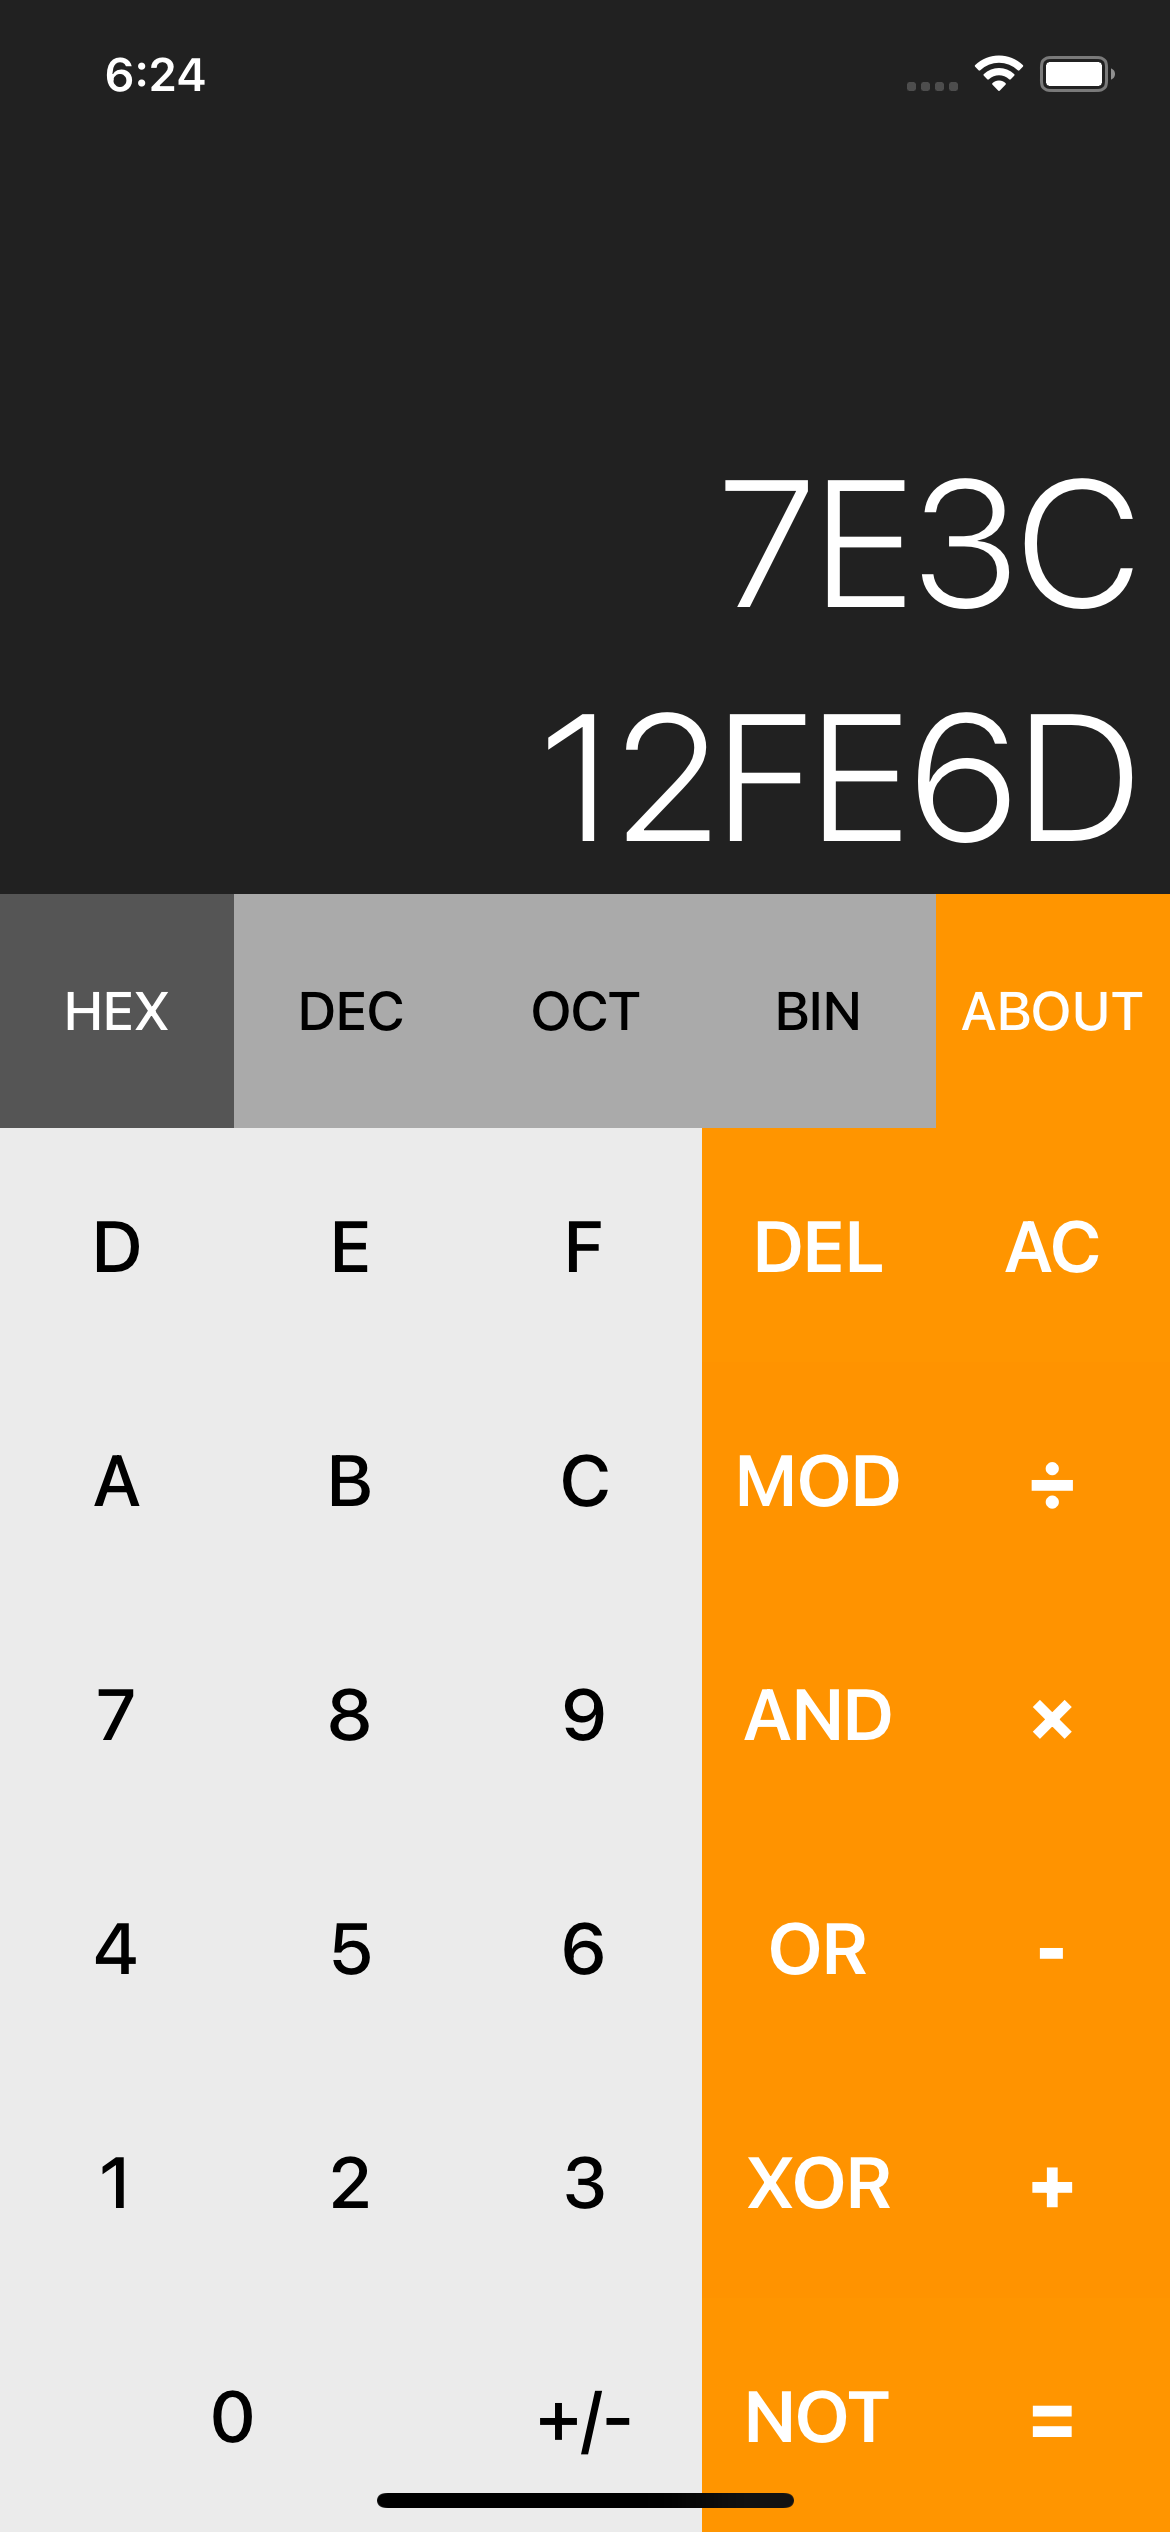 6:24
7E3C
12FE6D
HEX DEC OCT BIN ABOUT
D E F DEL AC
A B C MOD ÷
7 8 9 AND ×
4 5 6 OR -
1 2 3 XOR +
0 +/- NOT =